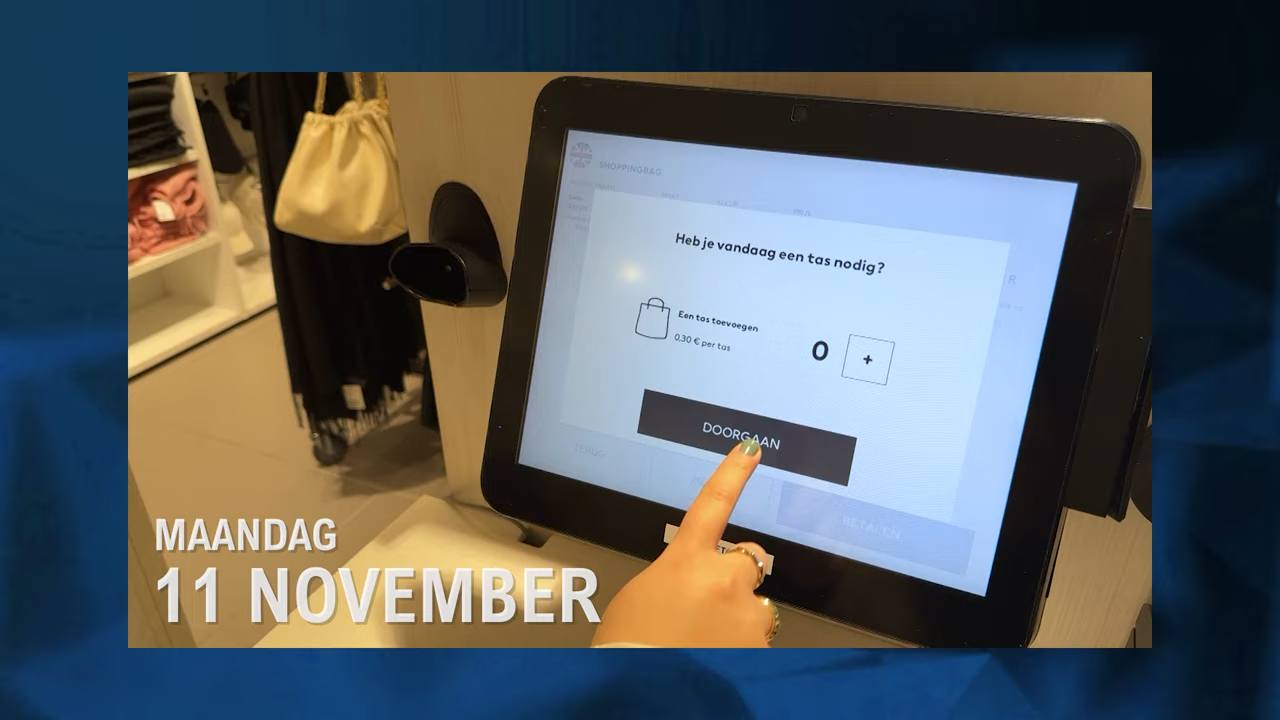 SHOPPINGBAG
Heb je vandaag een tas nodig?
Een tas toevoegen
0,30 € per tas
0
+
DOORGAAN
TERUG
BETALEN
MAANDAG
11 NOVEMBER